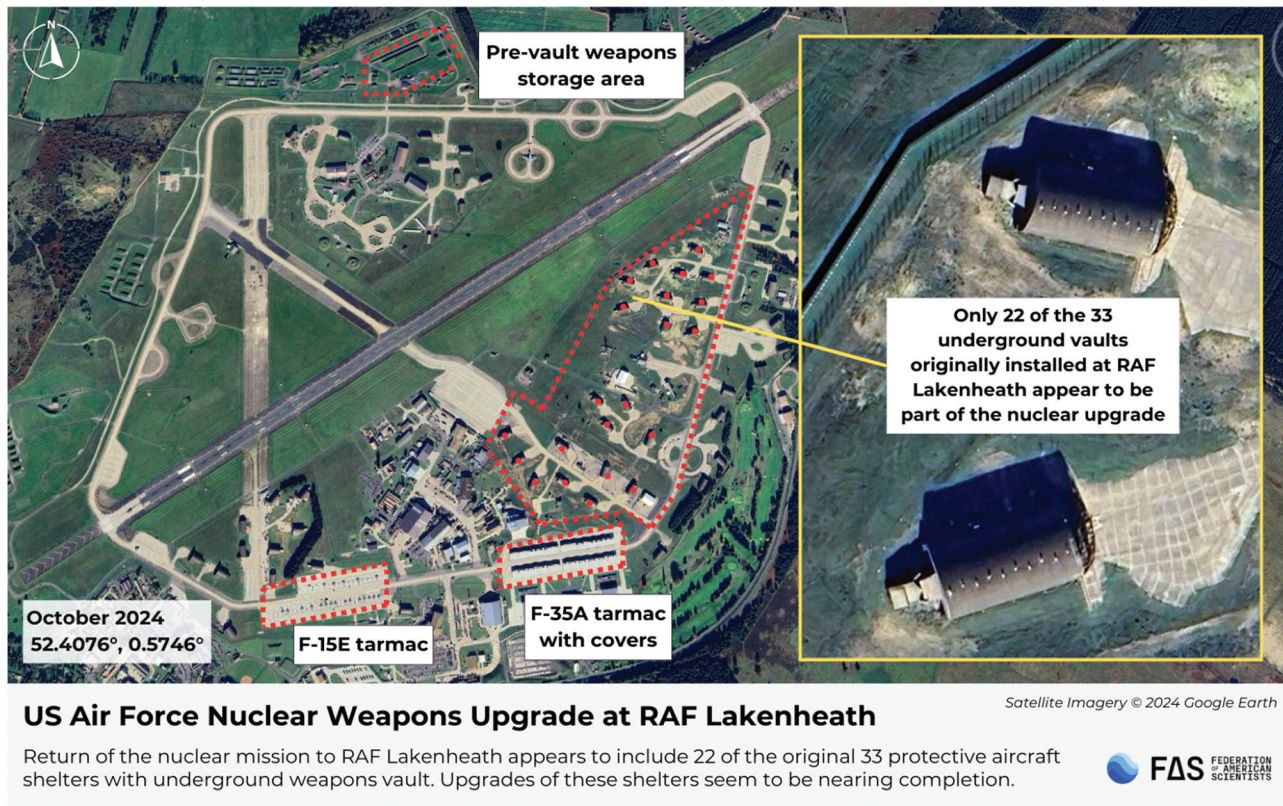 N
Pre-vault weapons
storage area
Only 22 of the 33
underground vaults
originally installed at RAF
Lakenheath appear to be
part of the nuclear upgrade
October 2024
52.4076°, 0.5746°
F-15E tarmac
F-35A tarmac
with covers
US Air Force Nuclear Weapons Upgrade at RAF Lakenheath
Satellite Imagery © 2024 Google Earth
Return of the nuclear mission to RAF Lakenheath appears to include 22 of the original 33 protective aircraft
shelters with underground weapons vault. Upgrades of these shelters seem to be nearing completion.
FAS
FEDERATION
OF AMERICAN
SCIENTISTS